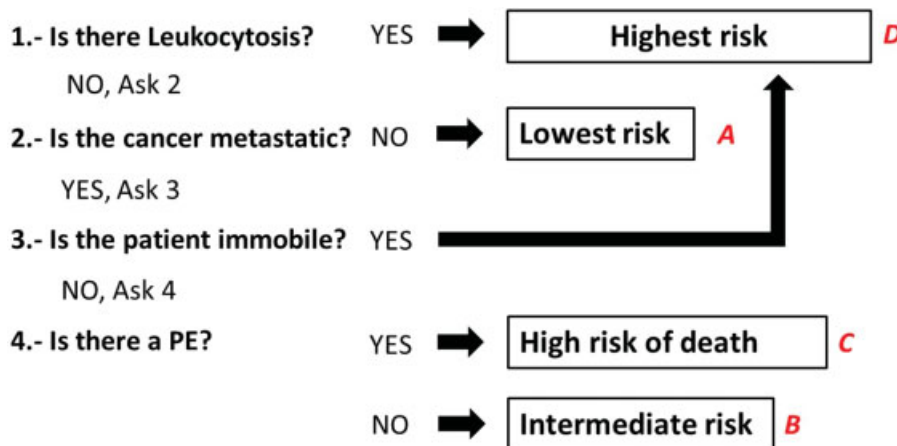 1.- Is there Leukocytosis? YES Highest risk D
NO, Ask 2
2.- Is the cancer metastatic? NO Lowest risk A
YES, Ask 3
3.- Is the patient immobile? YES
NO, Ask 4
4.- Is there a PE? YES High risk of death C
NO Intermediate risk B